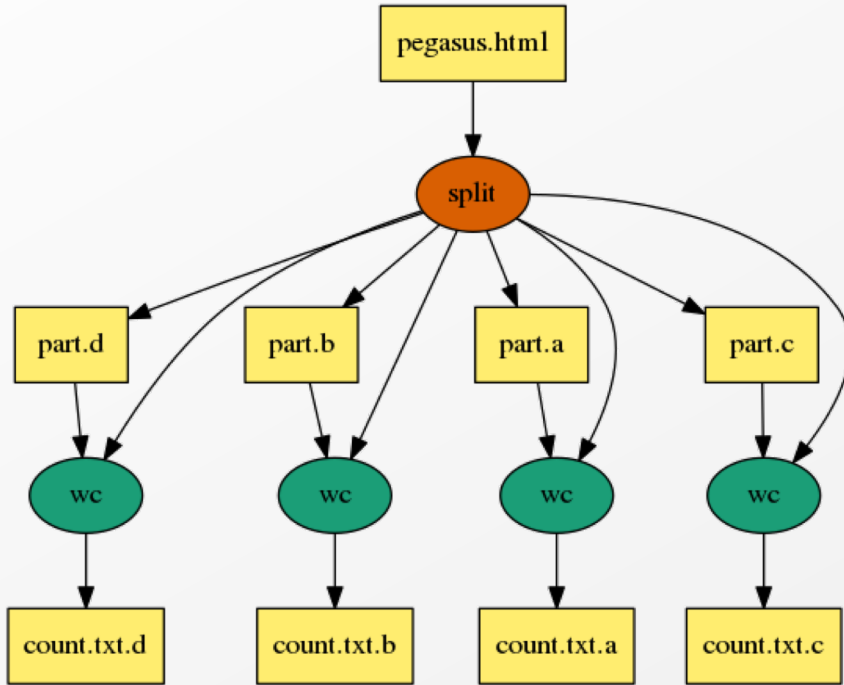 pegasus.html
split
part.d
part.b
part.a
part.c
wc
wc
wc
wc
count.txt.d
count.txt.b
count.txt.a
count.txt.c